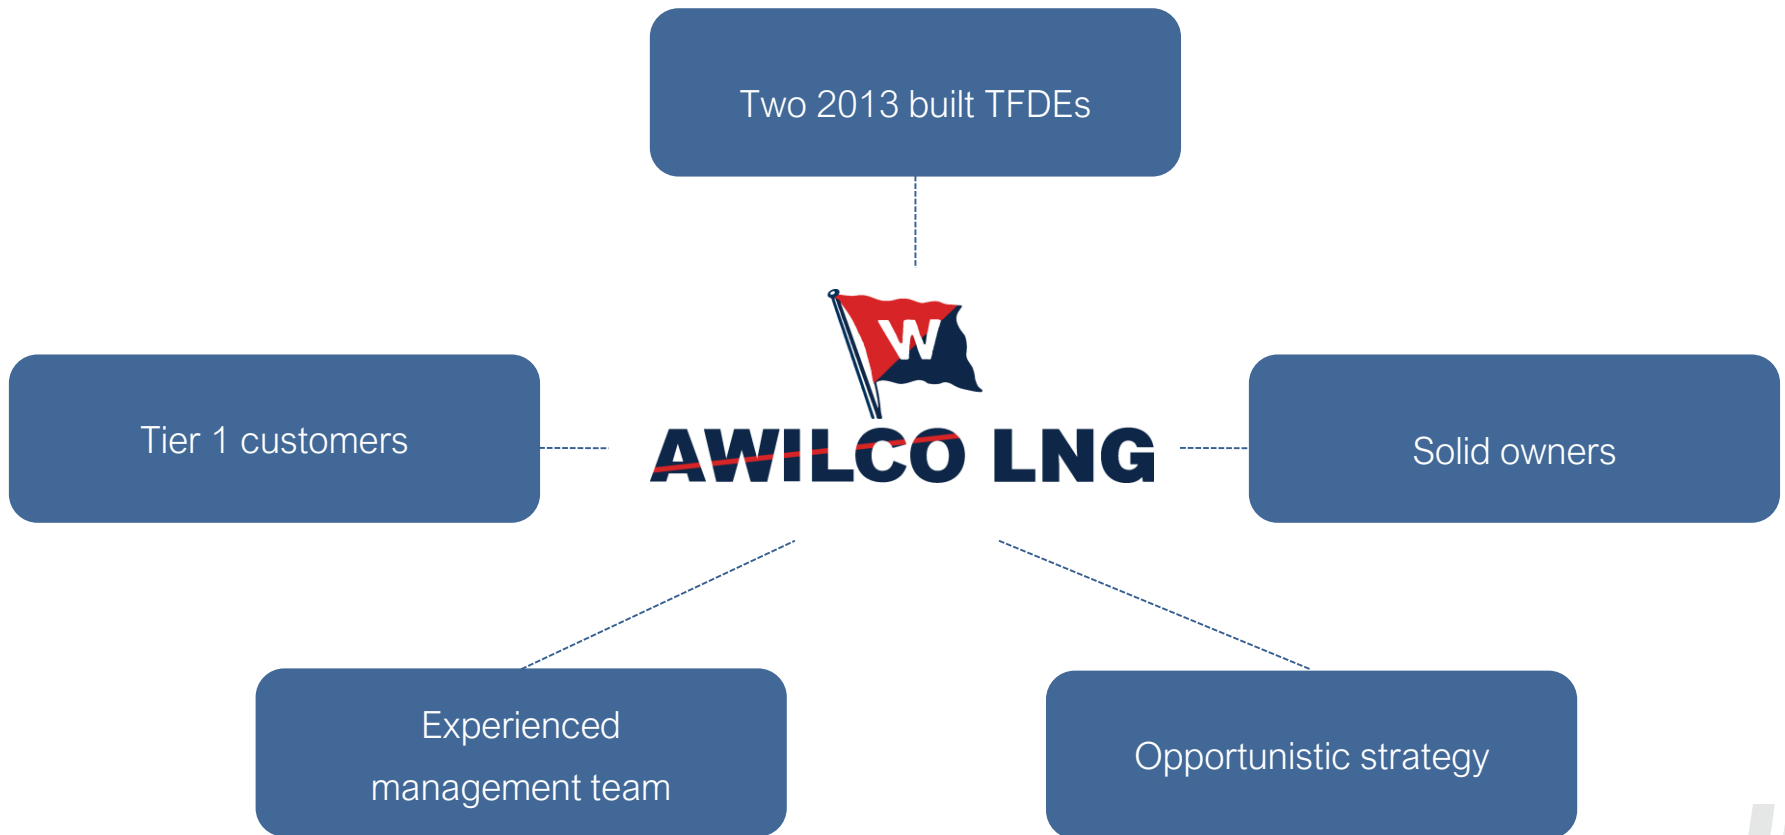 Two 2013 built TFDEs
W
AWILCO LNG
Tier 1 customers
Solid owners
Experienced
management team
Opportunistic strategy